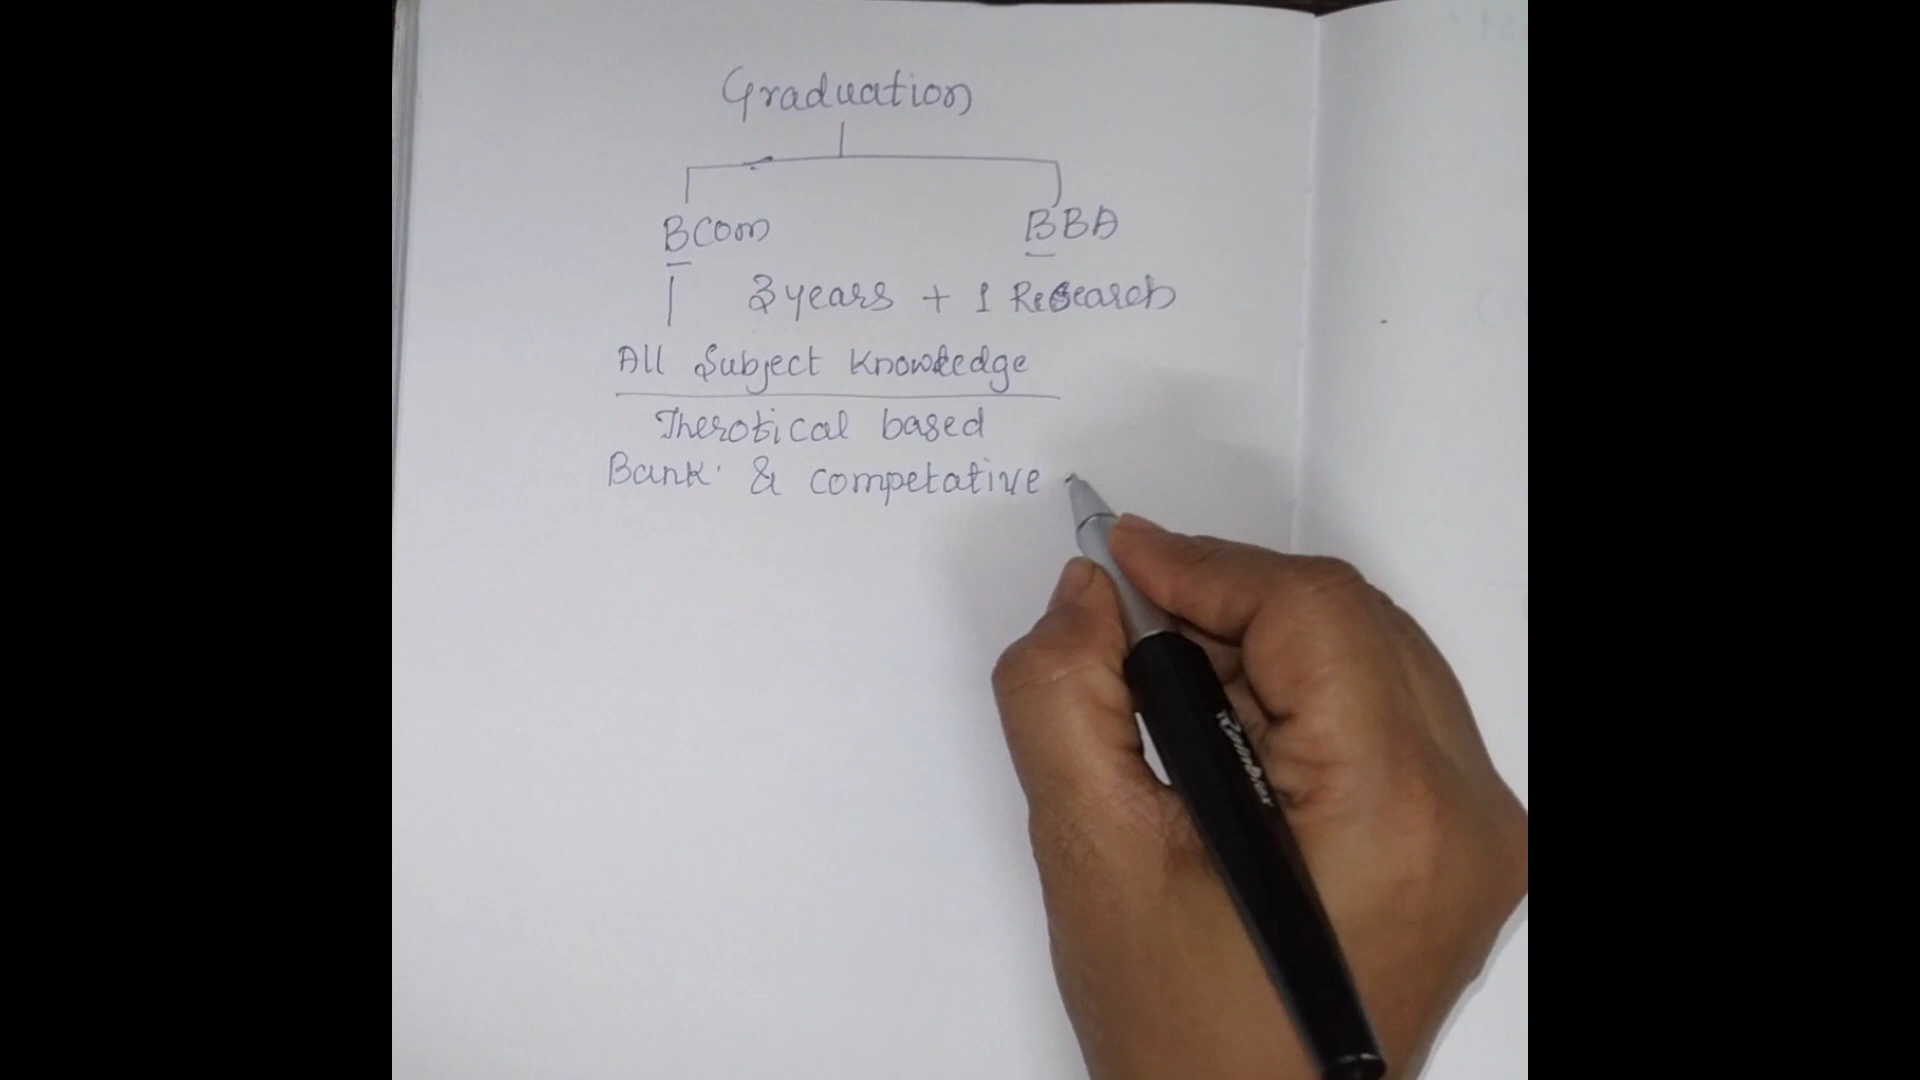 Graduation
BCom BBA
3 years + 1 Research
All Subject Knowledge
Therotical based
Bank & competative